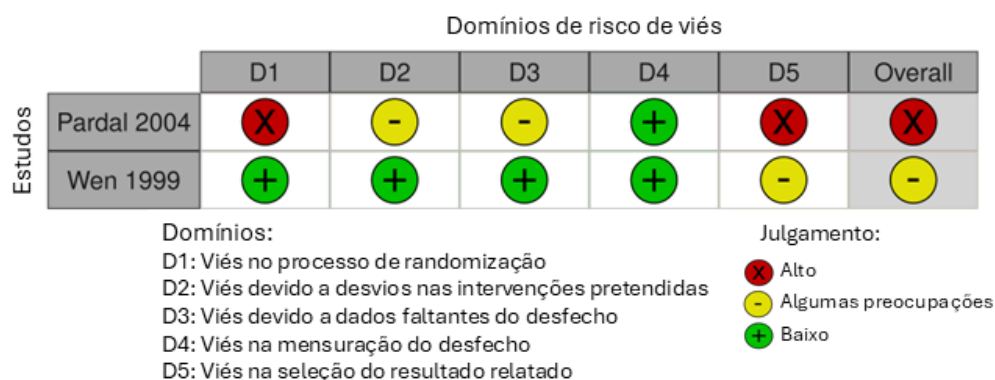 Domínios de risco de viés
D1 D2 D3 D4 D5 Overall
Estudos
Pardal 2004 X - - + X X
Wen 1999 + + + + - -
Domínios:
D1: Viés no processo de randomização
D2: Viés devido a desvios nas intervenções pretendidas
D3: Viés devido a dados faltantes do desfecho
D4: Viés na mensuração do desfecho
D5: Viés na seleção do resultado relatado
Julgamento:
X Alto
- Algumas preocupações
+ Baixo